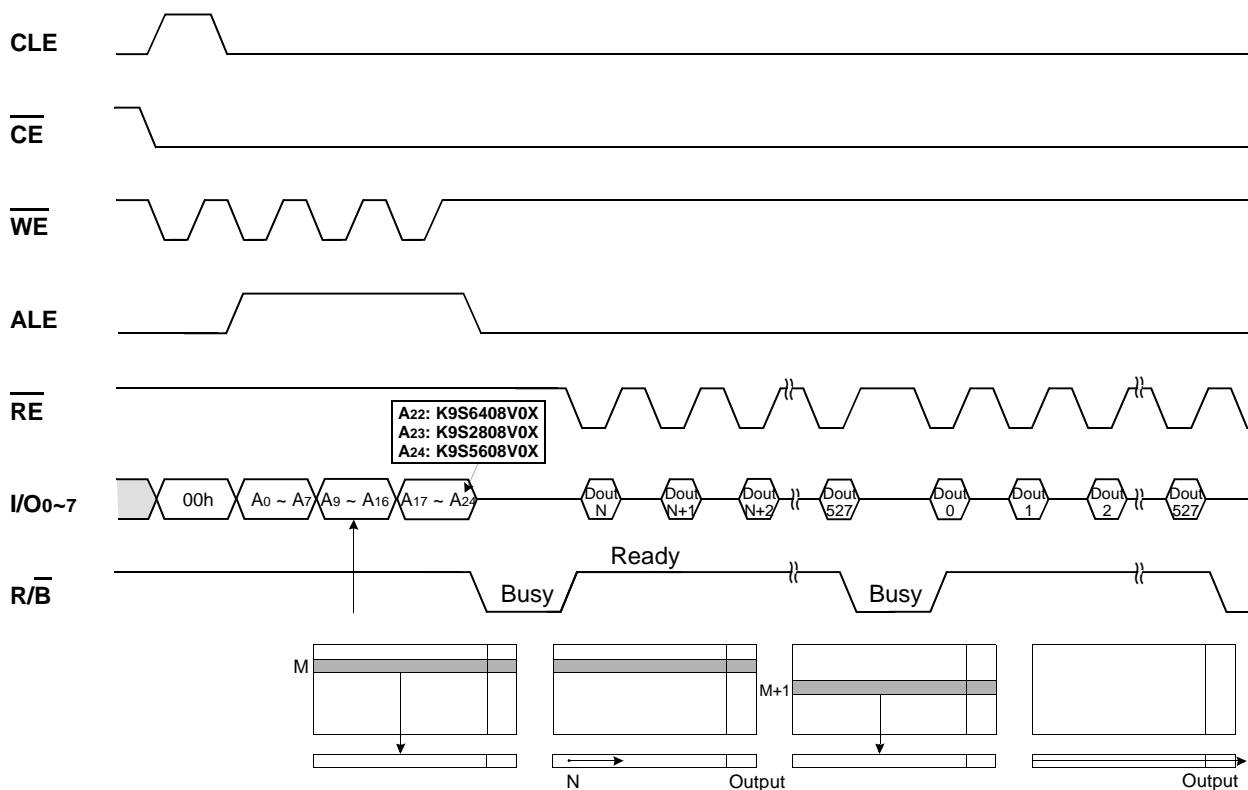 CLE
CE
WE
ALE
RE
A22: K9S6408V0X
A23: K9S2808V0X
A24: K9S5608V0X
I/O0~7
00h
A0 ~ A7
A9 ~ A16
A17 ~ A24
Dout N
Dout N+1
Dout N+2
Dout 527
Dout 0
Dout 1
Dout 2
Dout 527
R/B
Busy
Ready
Busy
M
M+1
N
Output
Output